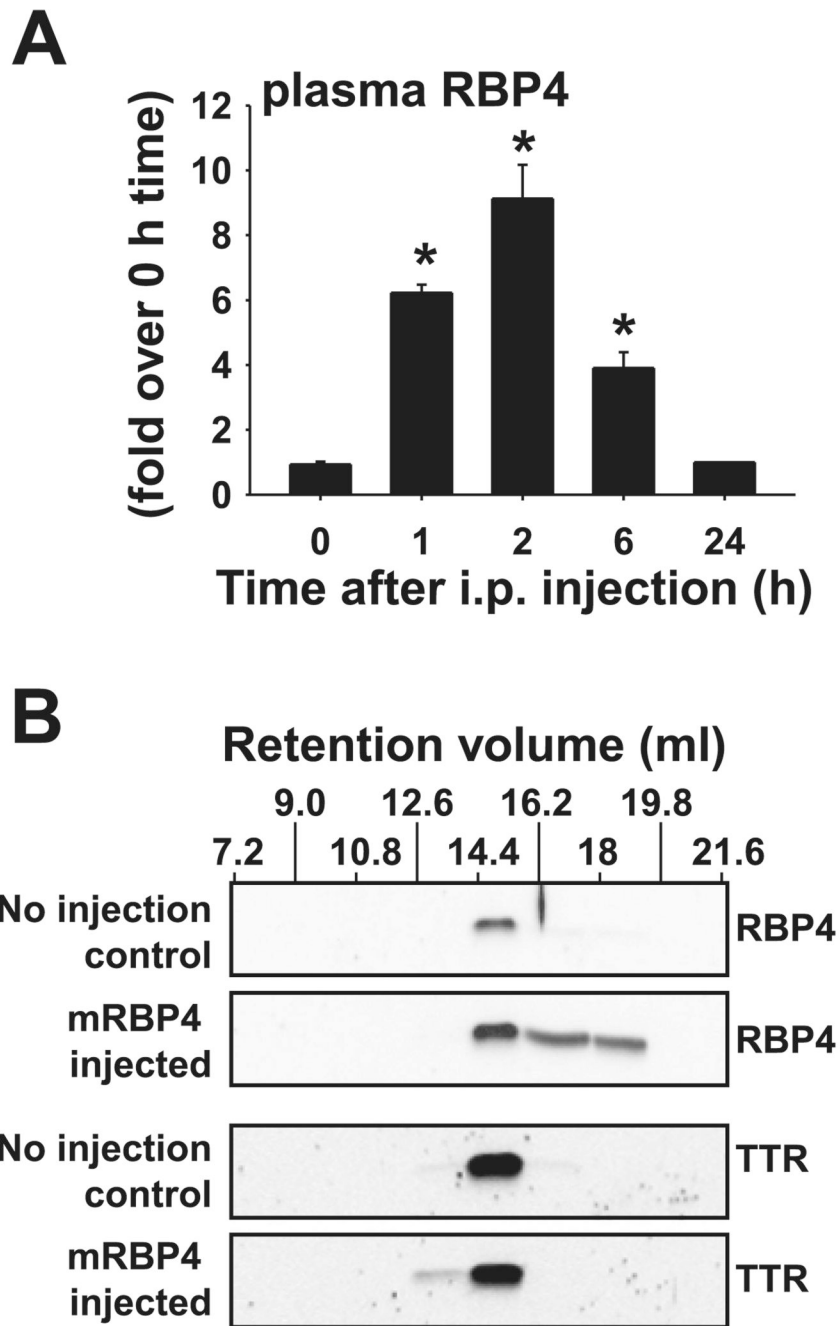 A
plasma RBP4
(fold over 0 h time)
12
10
8
6
4
2
0
*
*
*
0 1 2 6 24
Time after i.p. injection (h)
B
Retention volume (ml)
9.0 12.6 16.2 19.8
7.2 10.8 14.4 18 21.6
No injection
control
RBP4
mRBP4
injected
RBP4
No injection
control
TTR
mRBP4
injected
TTR